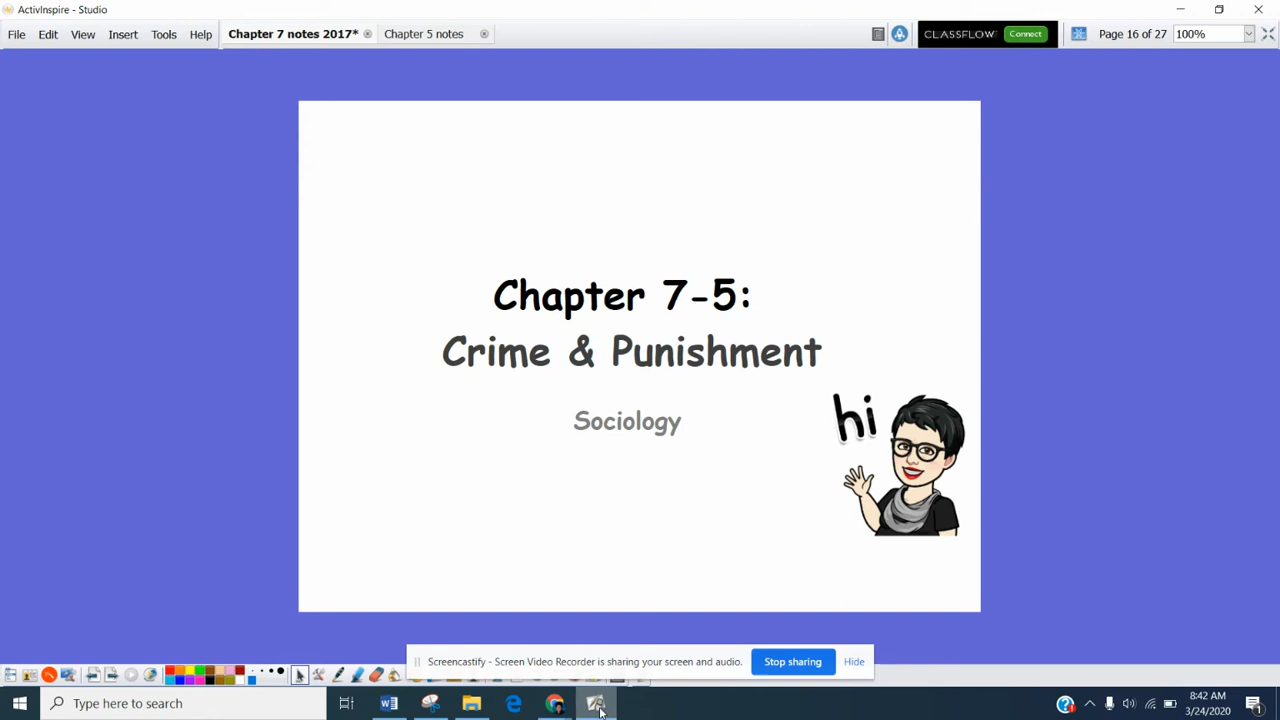 ActivInspire - Studio
File Edit View Insert Tools Help Chapter 7 notes 2017* Chapter 5 notes CLASSFLOW Connect Page 16 of 27 100%
Chapter 7-5:
Crime & Punishment
Sociology
hi
Screencastify - Screen Video Recorder is sharing your screen and audio. Stop sharing Hide
Type here to search
8:42 AM
3/24/2020